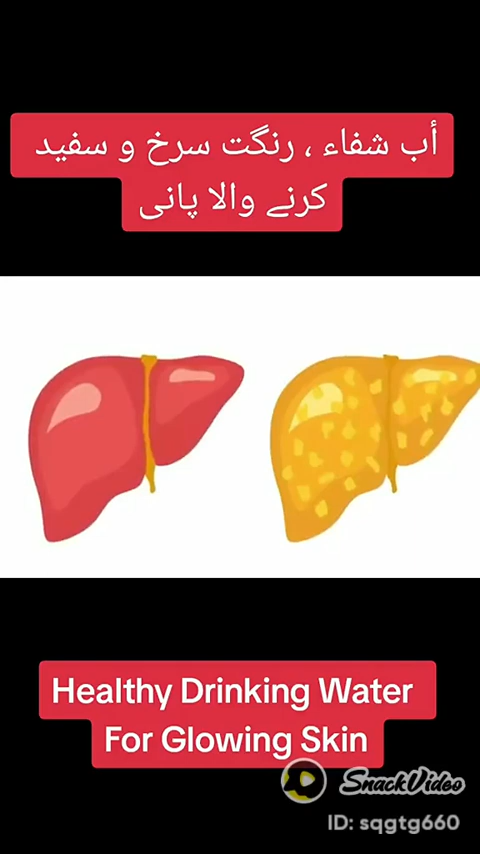 أب شفاء ، رنگت سرخ و سفید
کرنے والا پانی
Healthy Drinking Water
For Glowing Skin
SnackVideo
ID: sqgtg660